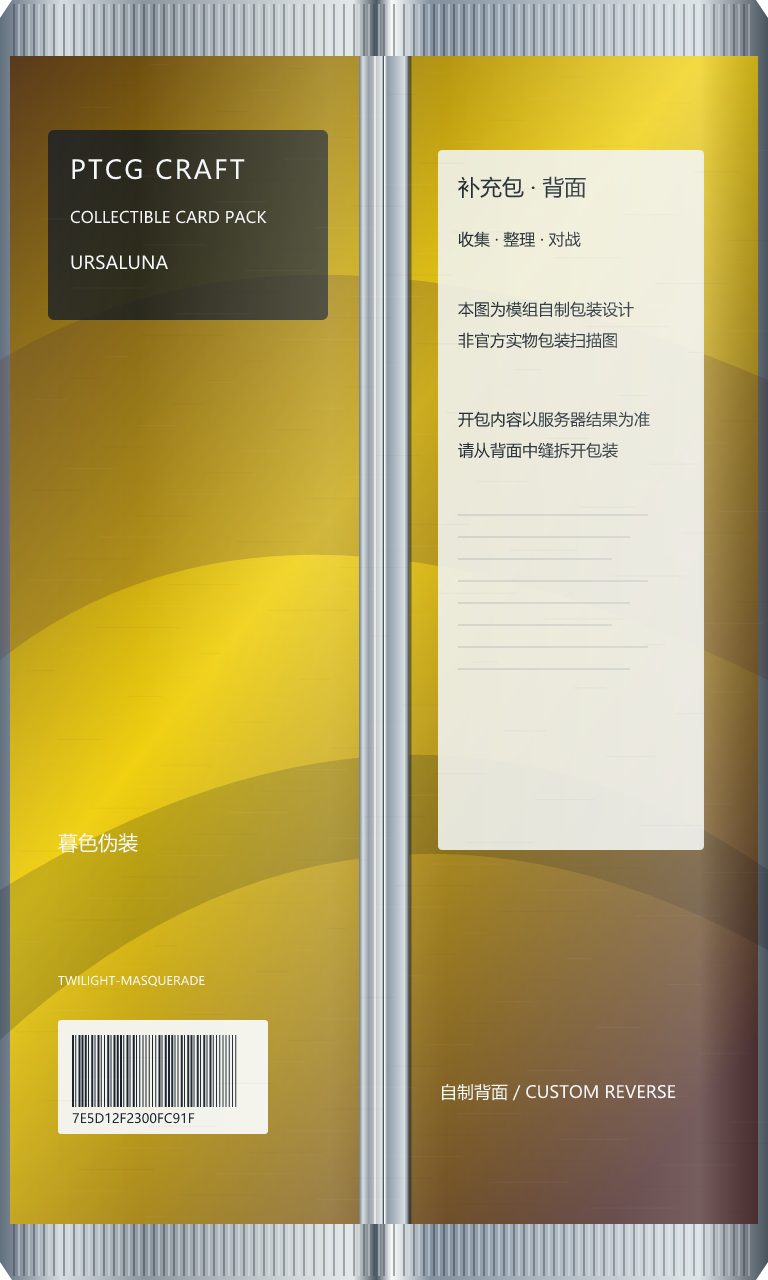 PTCG CRAFT
COLLECTIBLE CARD PACK
URSALUNA
暮色伪装
TWILIGHT-MASQUERADE
7E5D12F2300FC91F
补充包 · 背面
收集 · 整理 · 对战
本图为模组自制包装设计
非官方实物包装扫描图
开包内容以服务器结果为准
请从背面中缝拆开包装
自制背面 / CUSTOM REVERSE